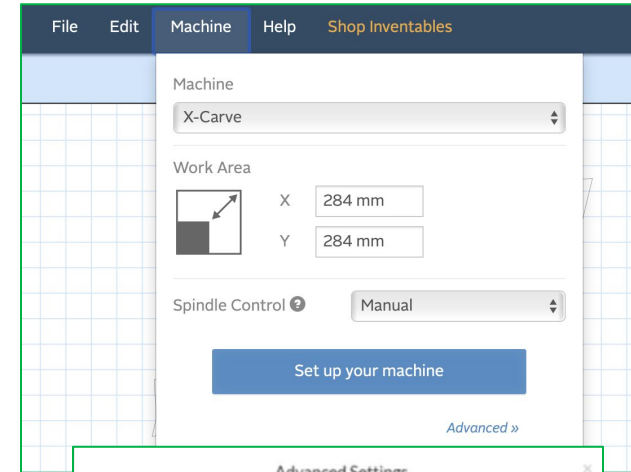 File Edit Machine Help Shop Inventables
Machine
X-Carve
Work Area
X 284 mm
Y 284 mm
Spindle Control ? Manual
Set up your machine
Advanced »
Advanced Settings ×